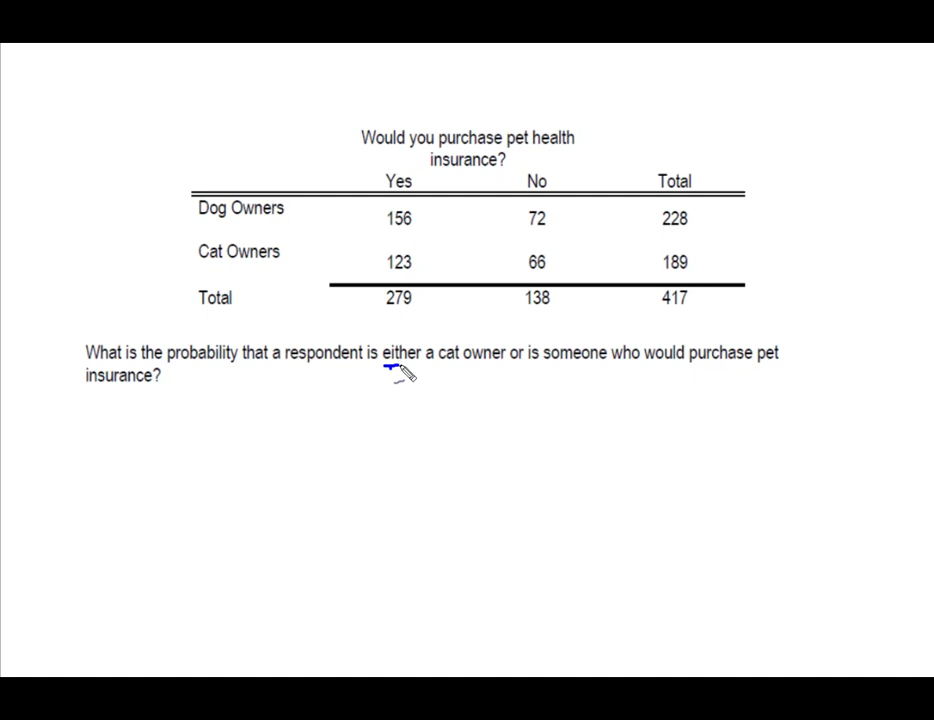 Would you purchase pet health
insurance?
Yes No Total
Dog Owners 156 72 228
Cat Owners 123 66 189
Total 279 138 417
What is the probability that a respondent is either a cat owner or is someone who would purchase pet
insurance?